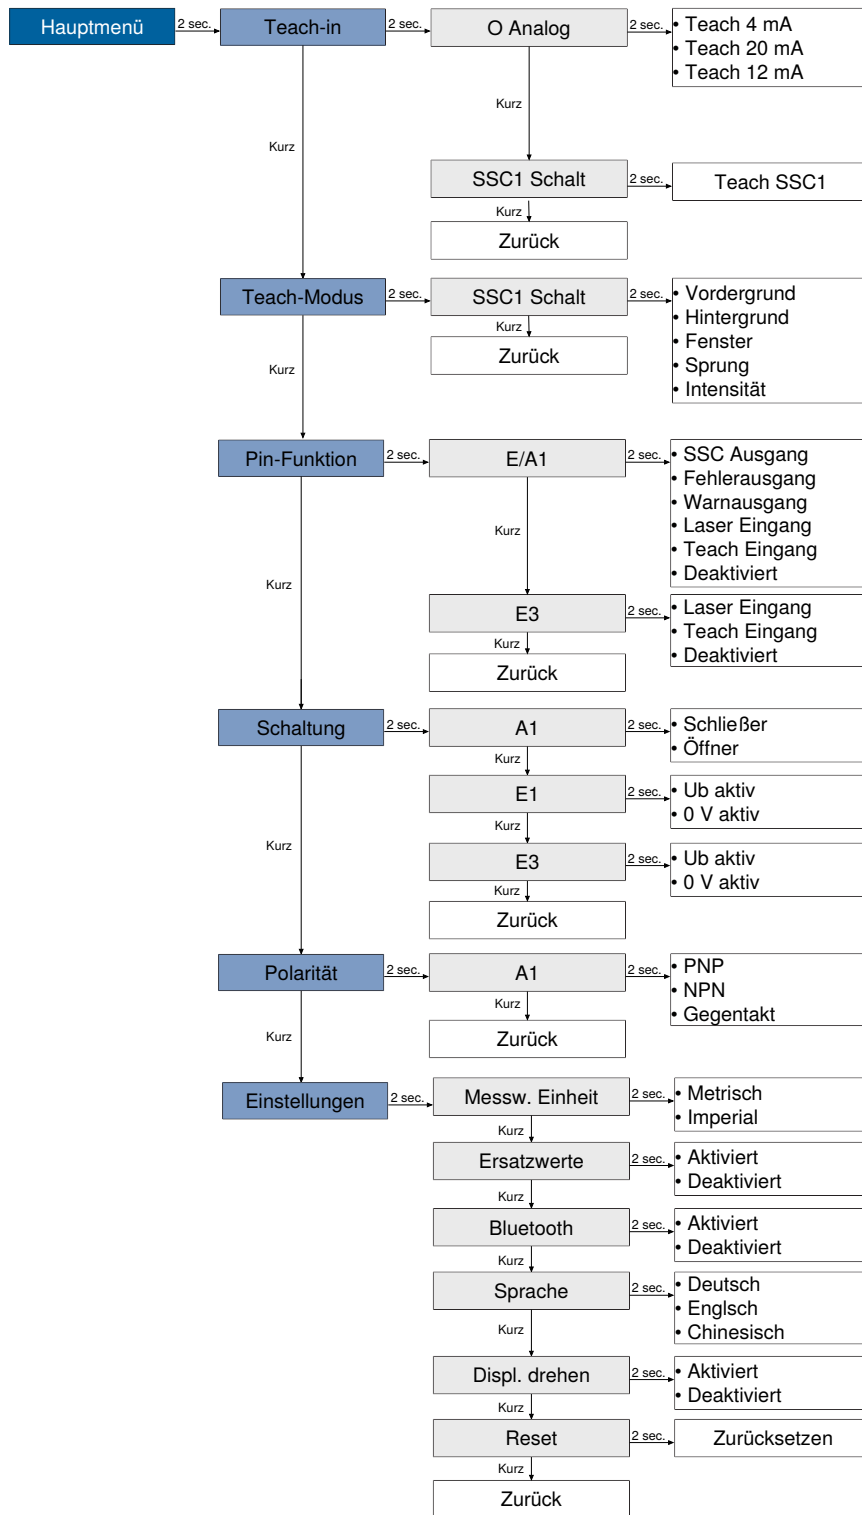 Hauptmenü
2 sec.
Teach-in
2 sec.
O Analog
2 sec.
• Teach 4 mA
• Teach 20 mA
• Teach 12 mA
Kurz
Kurz
SSC1 Schalt
2 sec.
Teach SSC1
Kurz
Zurück
Teach-Modus
2 sec.
SSC1 Schalt
2 sec.
• Vordergrund
• Hintergrund
• Fenster
• Sprung
• Intensität
Kurz
Zurück
Kurz
Pin-Funktion
2 sec.
E/A1
2 sec.
• SSC Ausgang
• Fehlerausgang
• Warnausgang
• Laser Eingang
• Teach Eingang
• Deaktiviert
Kurz
Kurz
E3
2 sec.
• Laser Eingang
• Teach Eingang
• Deaktiviert
Kurz
Zurück
Schaltung
2 sec.
A1
2 sec.
• Schließer
• Öffner
Kurz
E1
2 sec.
• Ub aktiv
• 0 V aktiv
Kurz
Kurz
E3
2 sec.
• Ub aktiv
• 0 V aktiv
Kurz
Zurück
Polarität
2 sec.
A1
2 sec.
• PNP
• NPN
• Gegentakt
Kurz
Zurück
Kurz
Einstellungen
2 sec.
Messw. Einheit
2 sec.
• Metrisch
• Imperial
Kurz
Ersatzwerte
2 sec.
• Aktiviert
• Deaktiviert
Kurz
Bluetooth
2 sec.
• Aktiviert
• Deaktiviert
Kurz
Sprache
2 sec.
• Deutsch
• Englsch
• Chinesisch
Kurz
Displ. drehen
2 sec.
• Aktiviert
• Deaktiviert
Kurz
Reset
2 sec.
Zurücksetzen
Kurz
Zurück